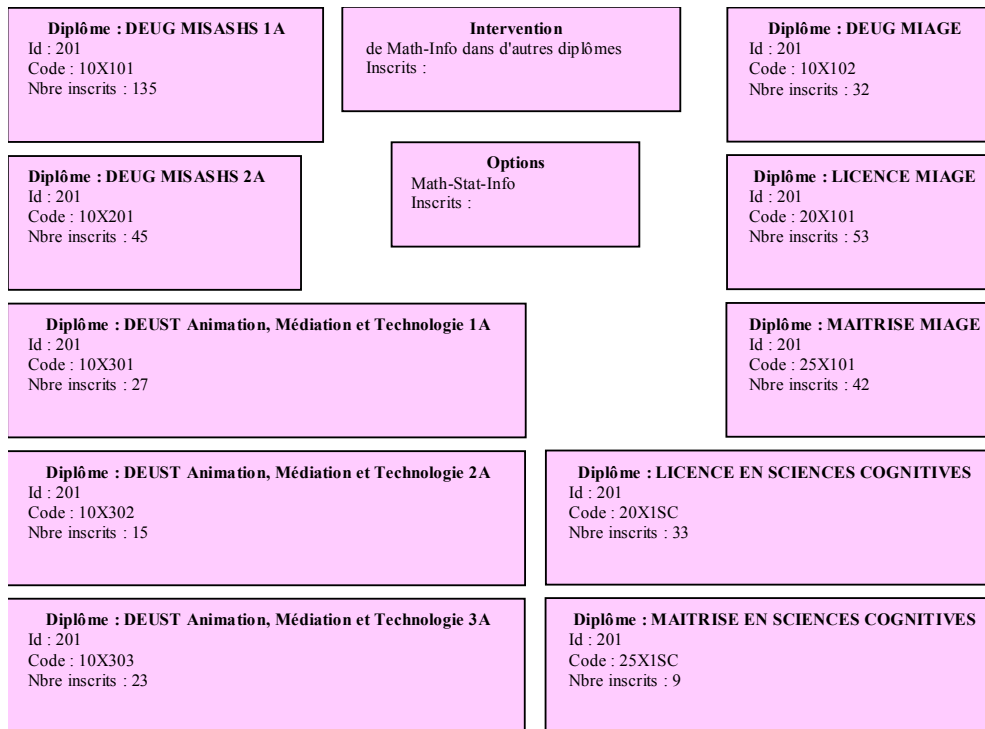 Diplôme : DEUG MISASHS 1A
Id : 201
Code : 10X101
Nbre inscrits : 135
Intervention
de Math-Info dans d'autres diplômes
Inscrits :
Diplôme : DEUG MIAGE
Id : 201
Code : 10X102
Nbre inscrits : 32
Diplôme : DEUG MISASHS 2A
Id : 201
Code : 10X201
Nbre inscrits : 45
Options
Math-Stat-Info
Inscrits :
Diplôme : LICENCE MIAGE
Id : 201
Code : 20X101
Nbre inscrits : 53
Diplôme : DEUST Animation, Médiation et Technologie 1A
Id : 201
Code : 10X301
Nbre inscrits : 27
Diplôme : MAITRISE MIAGE
Id : 201
Code : 25X101
Nbre inscrits : 42
Diplôme : DEUST Animation, Médiation et Technologie 2A
Id : 201
Code : 10X302
Nbre inscrits : 15
Diplôme : LICENCE EN SCIENCES COGNITIVES
Id : 201
Code : 20X1SC
Nbre inscrits : 33
Diplôme : DEUST Animation, Médiation et Technologie 3A
Id : 201
Code : 10X303
Nbre inscrits : 23
Diplôme : MAITRISE EN SCIENCES COGNITIVES
Id : 201
Code : 25X1SC
Nbre inscrits : 9